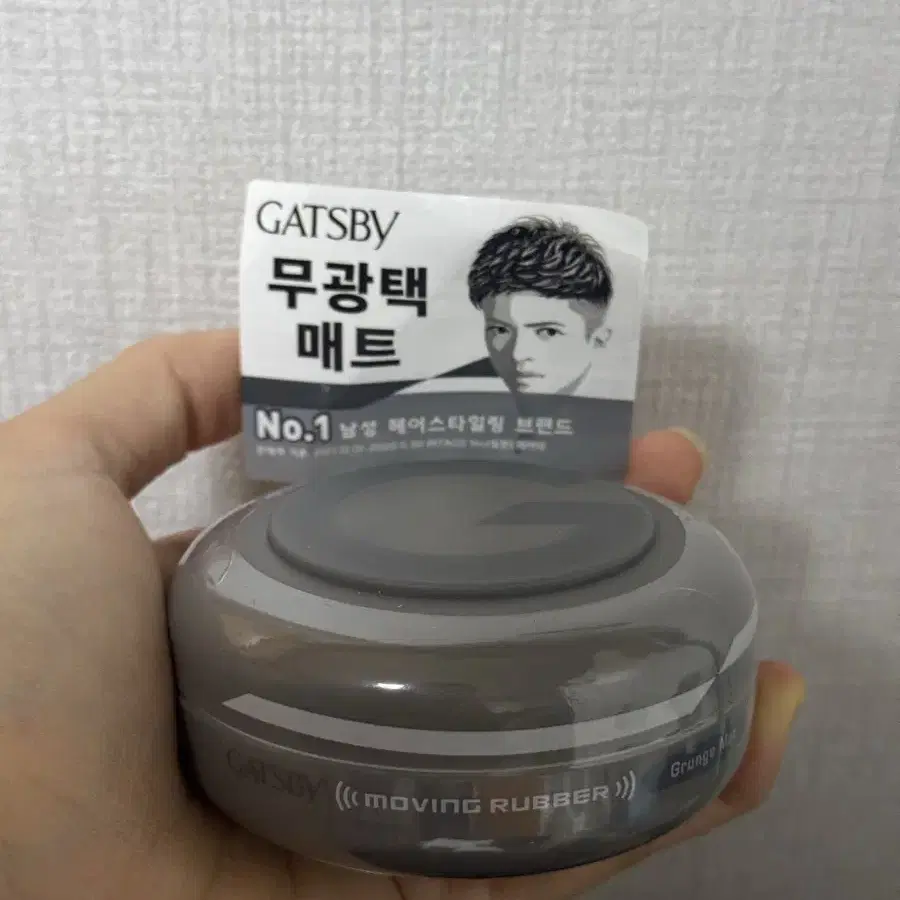 GATSBY
무광택
매트
No.1 남성 헤어스타일링 브랜드
GATSBY
MOVING RUBBER
Grunge